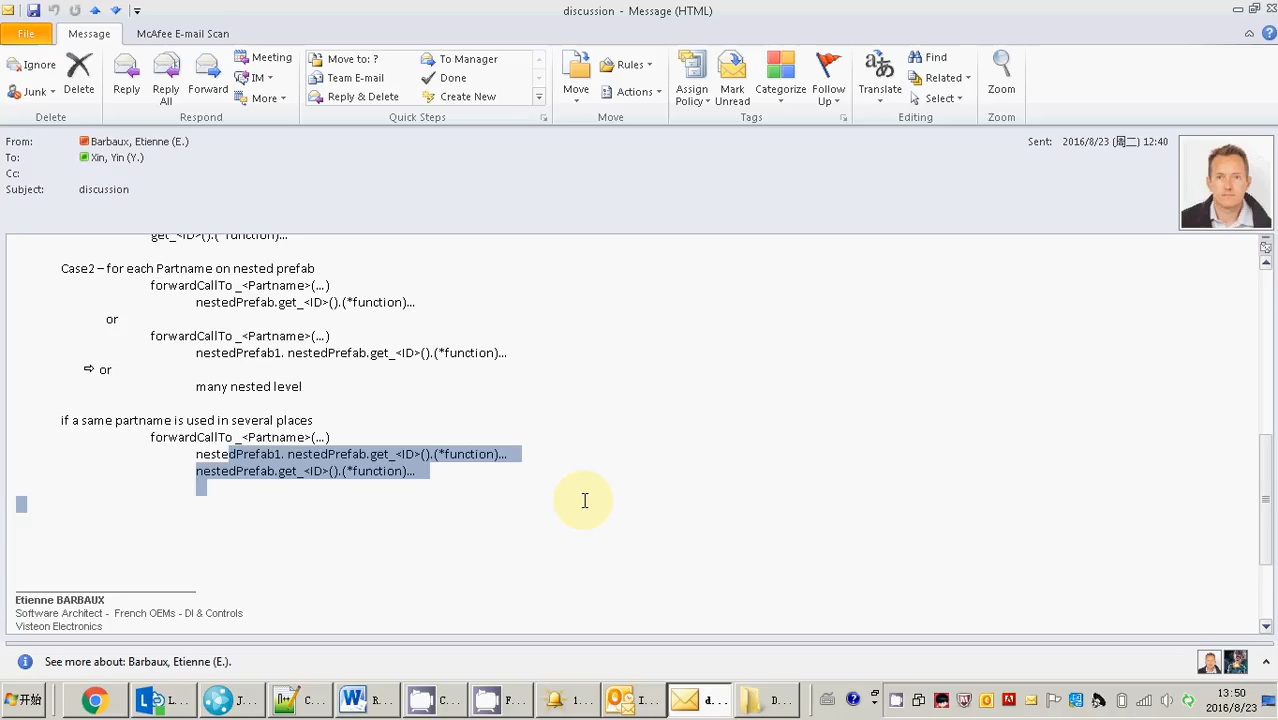 discussion - Message (HTML)
File Message McAfee E-mail Scan
Ignore
Junk
Delete
Reply
Reply All
Forward
Meeting
IM
More
Move to: ?
Team E-mail
Reply & Delete
To Manager
Done
Create New
Move
Rules
Actions
Assign Policy
Mark Unread
Categorize
Follow Up
Translate
Find
Related
Select
Zoom
Delete Respond Quick Steps Move Tags Editing Zoom
From: Barbaux, Etienne (E.)
Sent: 2016/8/23 (周二) 12:40
To: Xin, Yin (Y.)
Cc:
Subject: discussion
get_<ID>().(*function)...
Case2 – for each Partname on nested prefab
forwardCallTo _<Partname>(...)
nestedPrefab.get_<ID>().(*function)...
or
forwardCallTo _<Partname>(...)
nestedPrefab1. nestedPrefab.get_<ID>().(*function)...
⇨ or
many nested level
if a same partname is used in several places
forwardCallTo _<Partname>(...)
nestedPrefab1. nestedPrefab.get_<ID>().(*function)...
nestedPrefab.get_<ID>().(*function)...
Etienne BARBAUX
Software Architect - French OEMs - DI & Controls
Visteon Electronics
See more about: Barbaux, Etienne (E.).
开始 L... J... C... R... C... F... 1... I... d... D...
13:50
2016/8/23